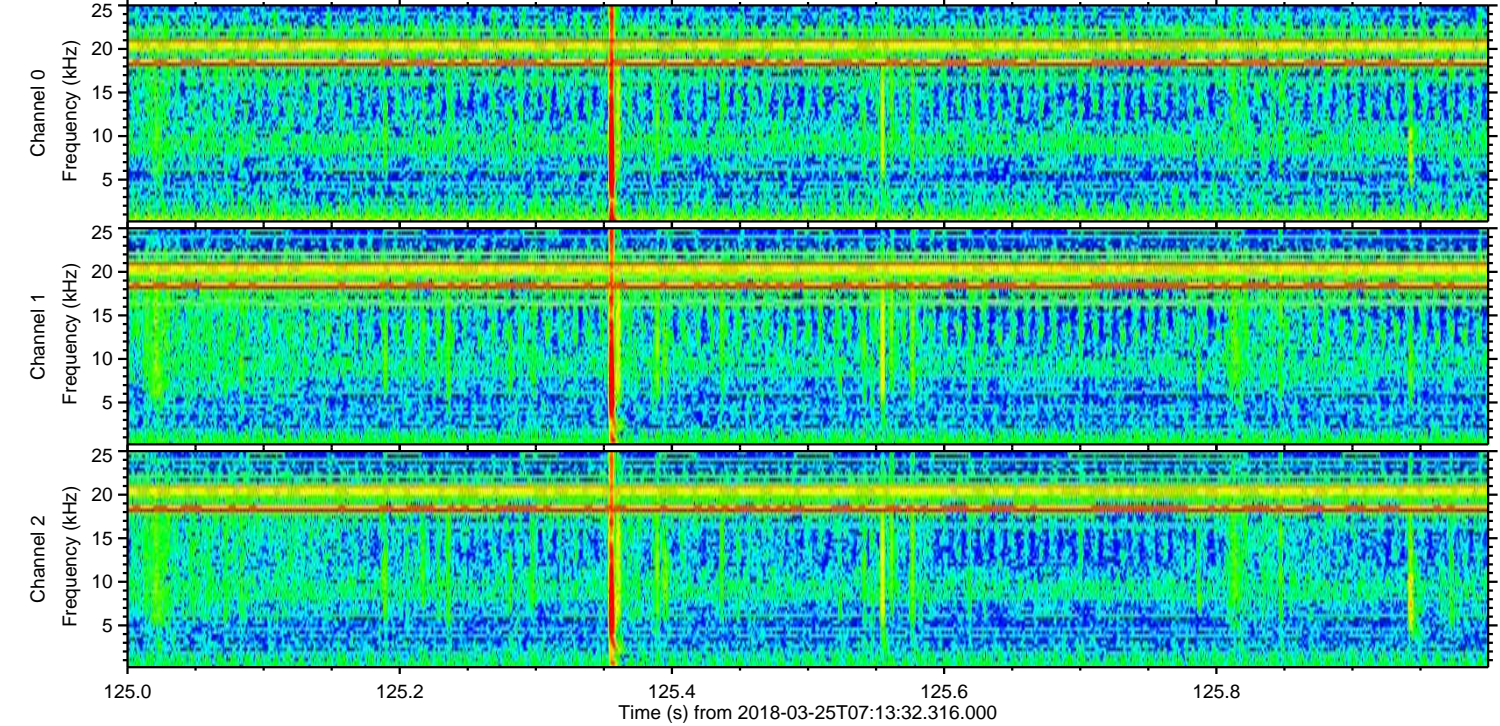 25
20
15
10
5
Channel 0
Frequency (kHz)
25
20
15
10
5
Channel 1
Frequency (kHz)
25
20
15
10
5
Channel 2
Frequency (kHz)
125.0 125.2 125.4 125.6 125.8
Time (s) from 2018-03-25T07:13:32.316.000